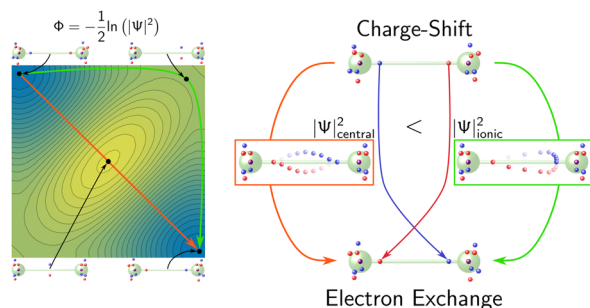 Φ = −1/2 ln (|Ψ|²)
Charge-Shift
|Ψ|²central < |Ψ|²ionic
Electron Exchange